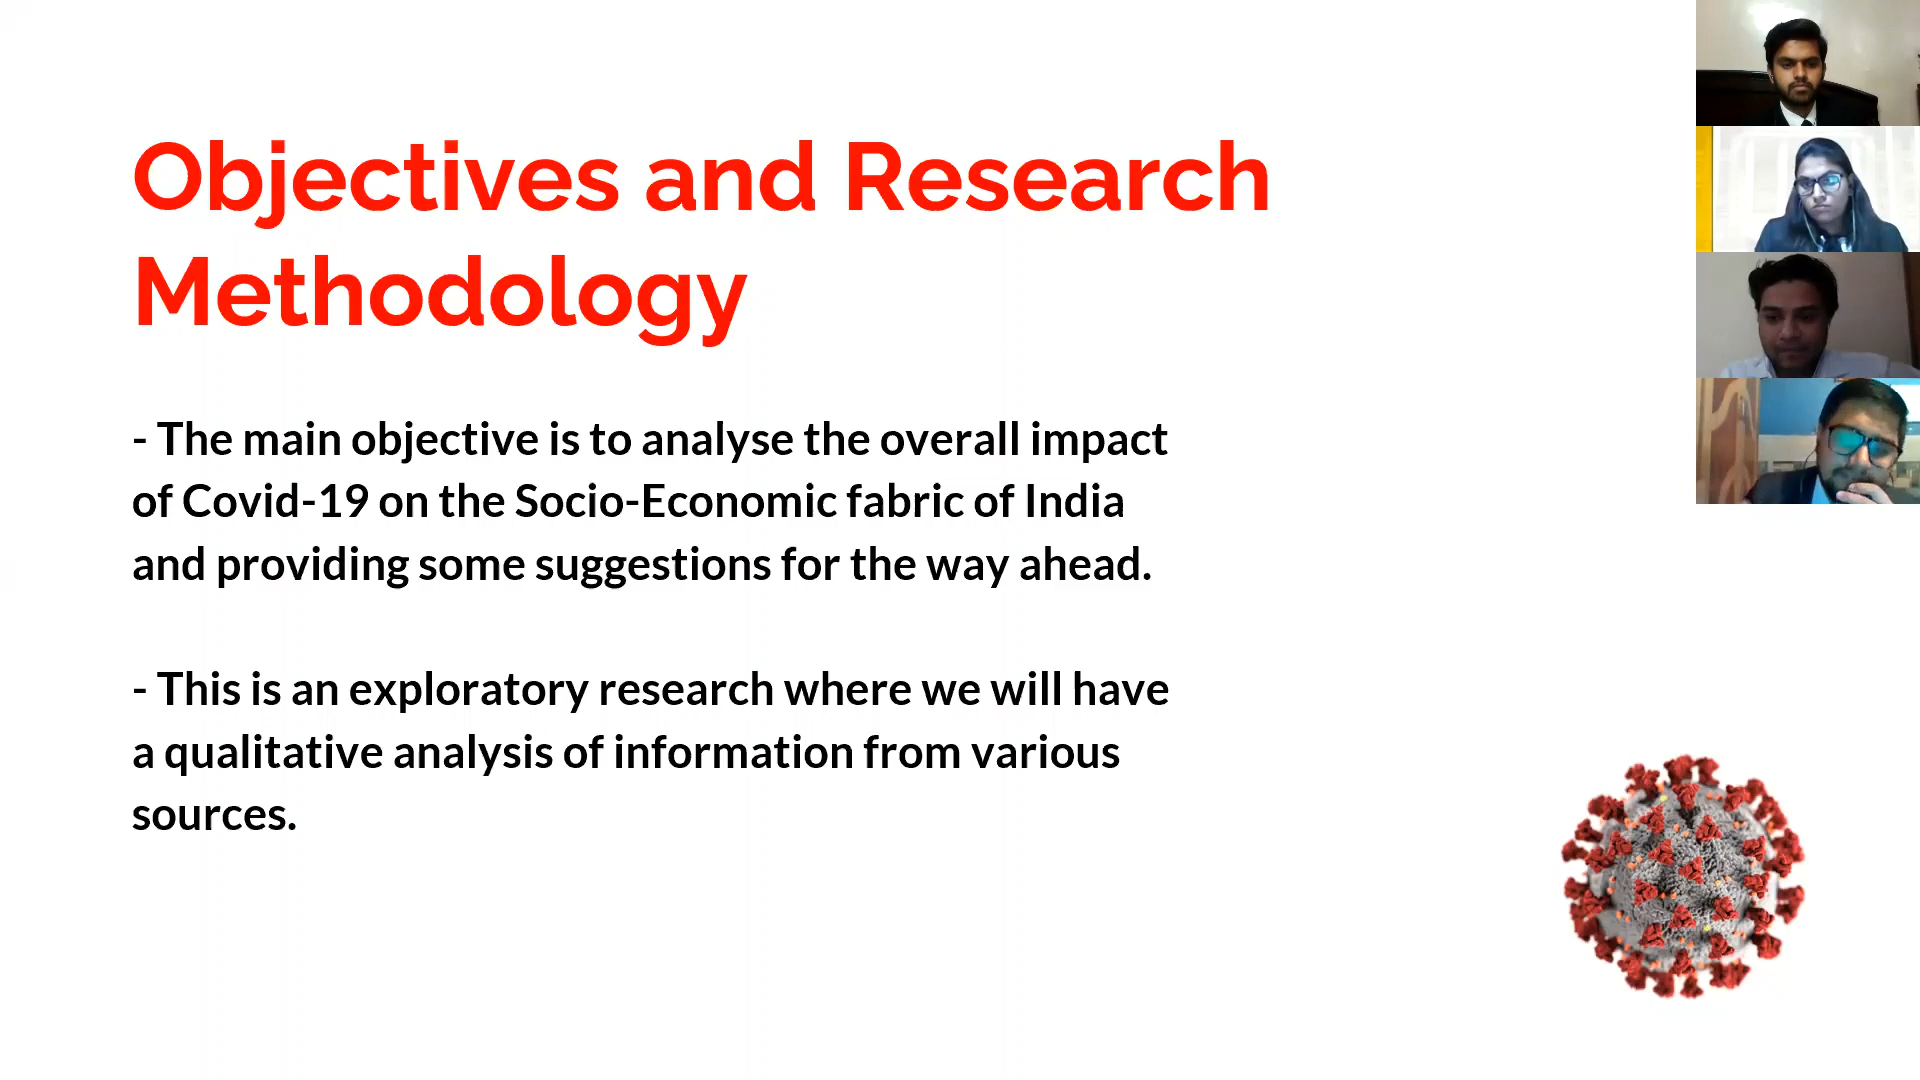 Objectives and Research
Methodology
- The main objective is to analyse the overall impact
of Covid-19 on the Socio-Economic fabric of India
and providing some suggestions for the way ahead.
- This is an exploratory research where we will have
a qualitative analysis of information from various
sources.